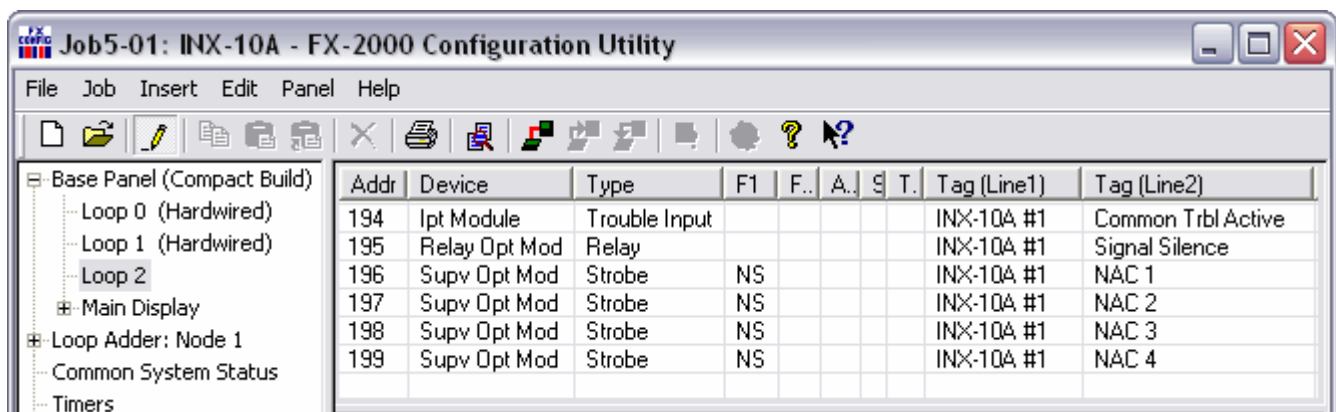 FX CONFIG
Job5-01: INX-10A - FX-2000 Configuration Utility
File Job Insert Edit Panel Help
Base Panel (Compact Build)
Loop 0 (Hardwired)
Loop 1 (Hardwired)
Loop 2
Main Display
Loop Adder: Node 1
Common System Status
Timers
Addr Device Type F1 F.. A.. S T. Tag (Line1) Tag (Line2)
194 Ipt Module Trouble Input INX-10A #1 Common Trbl Active
195 Relay Opt Mod Relay INX-10A #1 Signal Silence
196 Supv Opt Mod Strobe NS INX-10A #1 NAC 1
197 Supv Opt Mod Strobe NS INX-10A #1 NAC 2
198 Supv Opt Mod Strobe NS INX-10A #1 NAC 3
199 Supv Opt Mod Strobe NS INX-10A #1 NAC 4